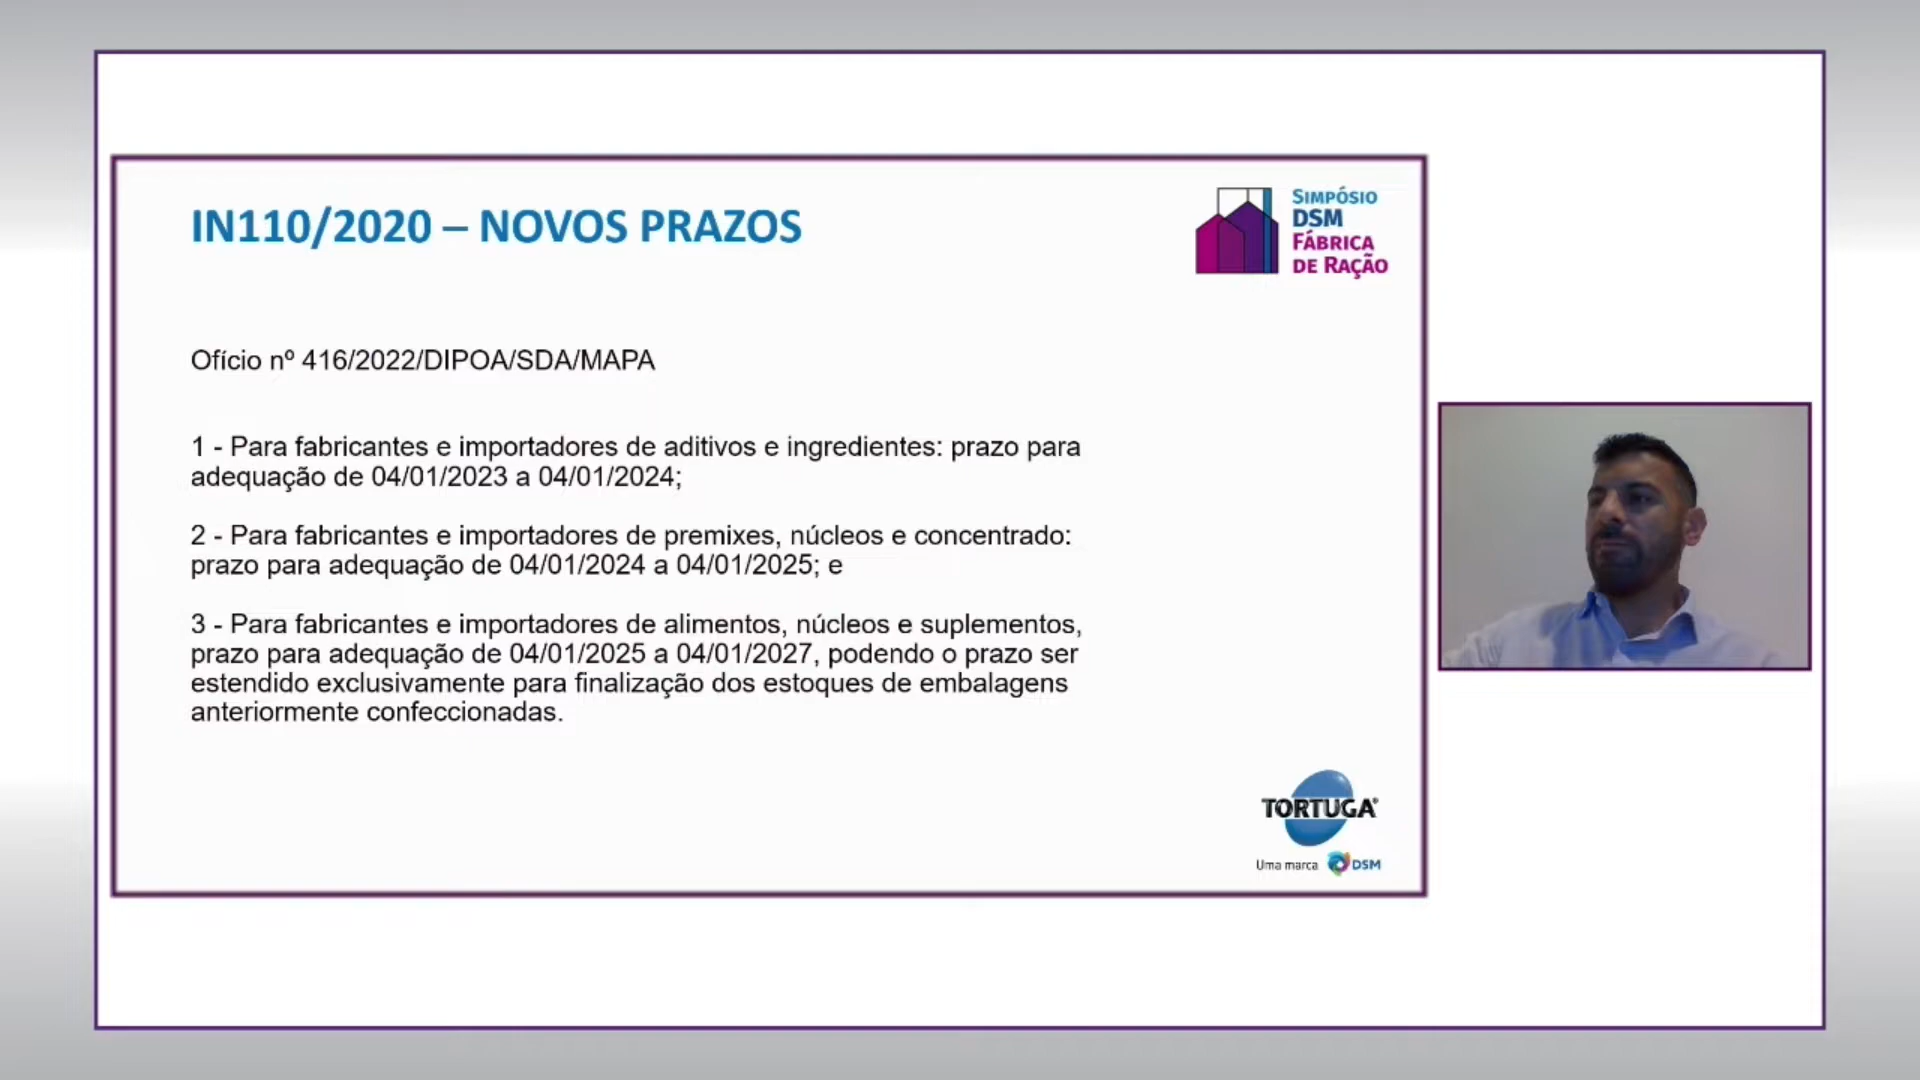 IN110/2020 – NOVOS PRAZOS
SIMPÓSIO
DSM
FÁBRICA
DE RAÇÃO
Ofício nº 416/2022/DIPOA/SDA/MAPA
1 - Para fabricantes e importadores de aditivos e ingredientes: prazo para
adequação de 04/01/2023 a 04/01/2024;
2 - Para fabricantes e importadores de premixes, núcleos e concentrado:
prazo para adequação de 04/01/2024 a 04/01/2025; e
3 - Para fabricantes e importadores de alimentos, núcleos e suplementos,
prazo para adequação de 04/01/2025 a 04/01/2027, podendo o prazo ser
estendido exclusivamente para finalização dos estoques de embalagens
anteriormente confeccionadas.
TORTUGA®
Uma marca DSM